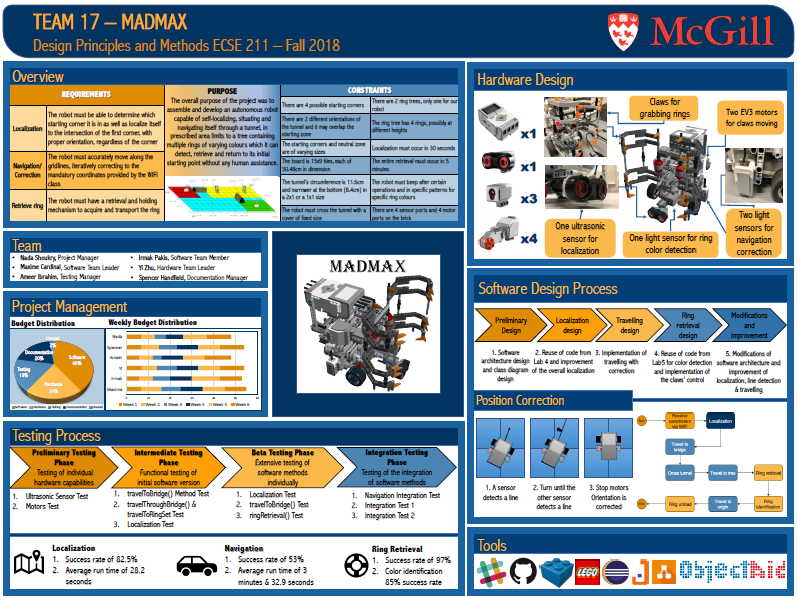 TEAM 17 – MADMAX
Design Principles and Methods ECSE 211 – Fall 2018
McGill
Overview
REQUIREMENTS
Localization
The robot must be able to determine which
starting corner it is in as well as localize itself
to the intersection of the first corner, with
proper orientation, regardless of the corner
Navigation/
Correction
The robot must accurately move along the
gridlines, iteratively correcting to the
mandatory coordinates provided by the WIFI
class
Retrieve ring
The robot must have a retrieval and holding
mechanism to acquire and transport the ring
PURPOSE
The overall purpose of the project was to
assemble and develop an autonomous robot
capable of self-localizing, situating and
navigating itself through a tunnel, in
prescribed area limits to a tree containing
multiple rings of varying colours which it can
detect, retrieve and return to its initial
starting point without any human assistance.
CONSTRAINTS
There are 4 possible starting corners
There are 2 ring trees, only one for our
robot
There are 2 different orientations of
the tunnel and it may overlap the
starting zone
The ring tree has 4 rings, possibly at
different heights
The starting corners and neutral zone
are of varying sizes
Localization must occur in 30 seconds
The board is 15x9 tiles, each of
30.48cm in dimension
The entire retrieval must occur in 5
minutes
The tunnel's circumference is 11.6cm
and narrower at the bottom (8.4cm) in
a 2x1 or a 1x1 size
The robot must beep after certain
operations and in specific patterns for
specific ring colours
The robot must cross the tunnel with a
cover of fixed size
There are 4 sensor ports and 4 motor
ports on the brick
Team
• Nada Shoukry, Project Manager
• Maxime Cardinal, Software Team Leader
• Ameer Ibrahim, Testing Manager
• Irmak Pakis, Software Team Member
• Yi Zhu, Hardware Team Leader
• Spencer Handfield, Documentation Manager
Project Management
Budget Distribution
Documentation
20%
Software
40%
Testing
Hardware
Weekly Budget Distribution
Nada
Spencer
Ameer
Yi
Irmak
Maxime
Week 1 Week 2 Week 3 Week 4 Week 5 Week 6
MADMAX
Testing Process
Preliminary Testing
Phase
Testing of individual
hardware capabilities
1. Ultrasonic Sensor Test
2. Motors Test
Intermediate Testing
Phase
Functional testing of
initial software version
1. travelToBridge() Method Test
2. travelThroughBridge() &
travelToRingSet Test
3. Localization Test
Beta Testing Phase
Extensive testing of
software methods
individually
1. Localization Test
2. travelToBridge() Test
3. ringRetrieval() Test
Integration Testing
Phase
Testing of the integration
of software methods
1. Navigation Integration Test
2. Integration Test 1
3. Integration Test 2
Localization
1. Success rate of 82.5%
2. Average run time of 28.2
seconds
Navigation
1. Success rate of 53%
2. Average run time of 3
minutes & 32.9 seconds
Ring Retrieval
1. Success rate of 97%
2. Color identification
85% success rate
Hardware Design
x1
x1
x3
x4
Claws for
grabbing rings
Two EV3 motors
for claws moving
One ultrasonic
sensor for
localization
One light sensor for ring
color detection
Two light
sensors for
navigation
correction
Software Design Process
Preliminary
Design
Localization
design
Travelling
design
Ring
retrieval
design
Modifications
and
improvement
1. Software
architecture design
and class diagram
design
2. Reuse of code from
Lab 4 and improvement
of the overall localization
3. Implementation of
travelling with
correction
4. Reuse of code from
Lab5 for color detection
and implementation of
the claws' control
5. Modifications of
software architecture and
improvement of
localization, line detection
& travelling
Position Correction
1. A sensor
detects a line
2. Turn until the
other sensor
detects a line
3. Stop motors
Orientation is
corrected
Receive
parameters
via WiFi
Localization
Travel to
bridge
Cross tunnel
Travel to tree
Ring retrieval
Ring
identification
Travel to
origin
Ring unload
Tools
LEGO
ObjectAid